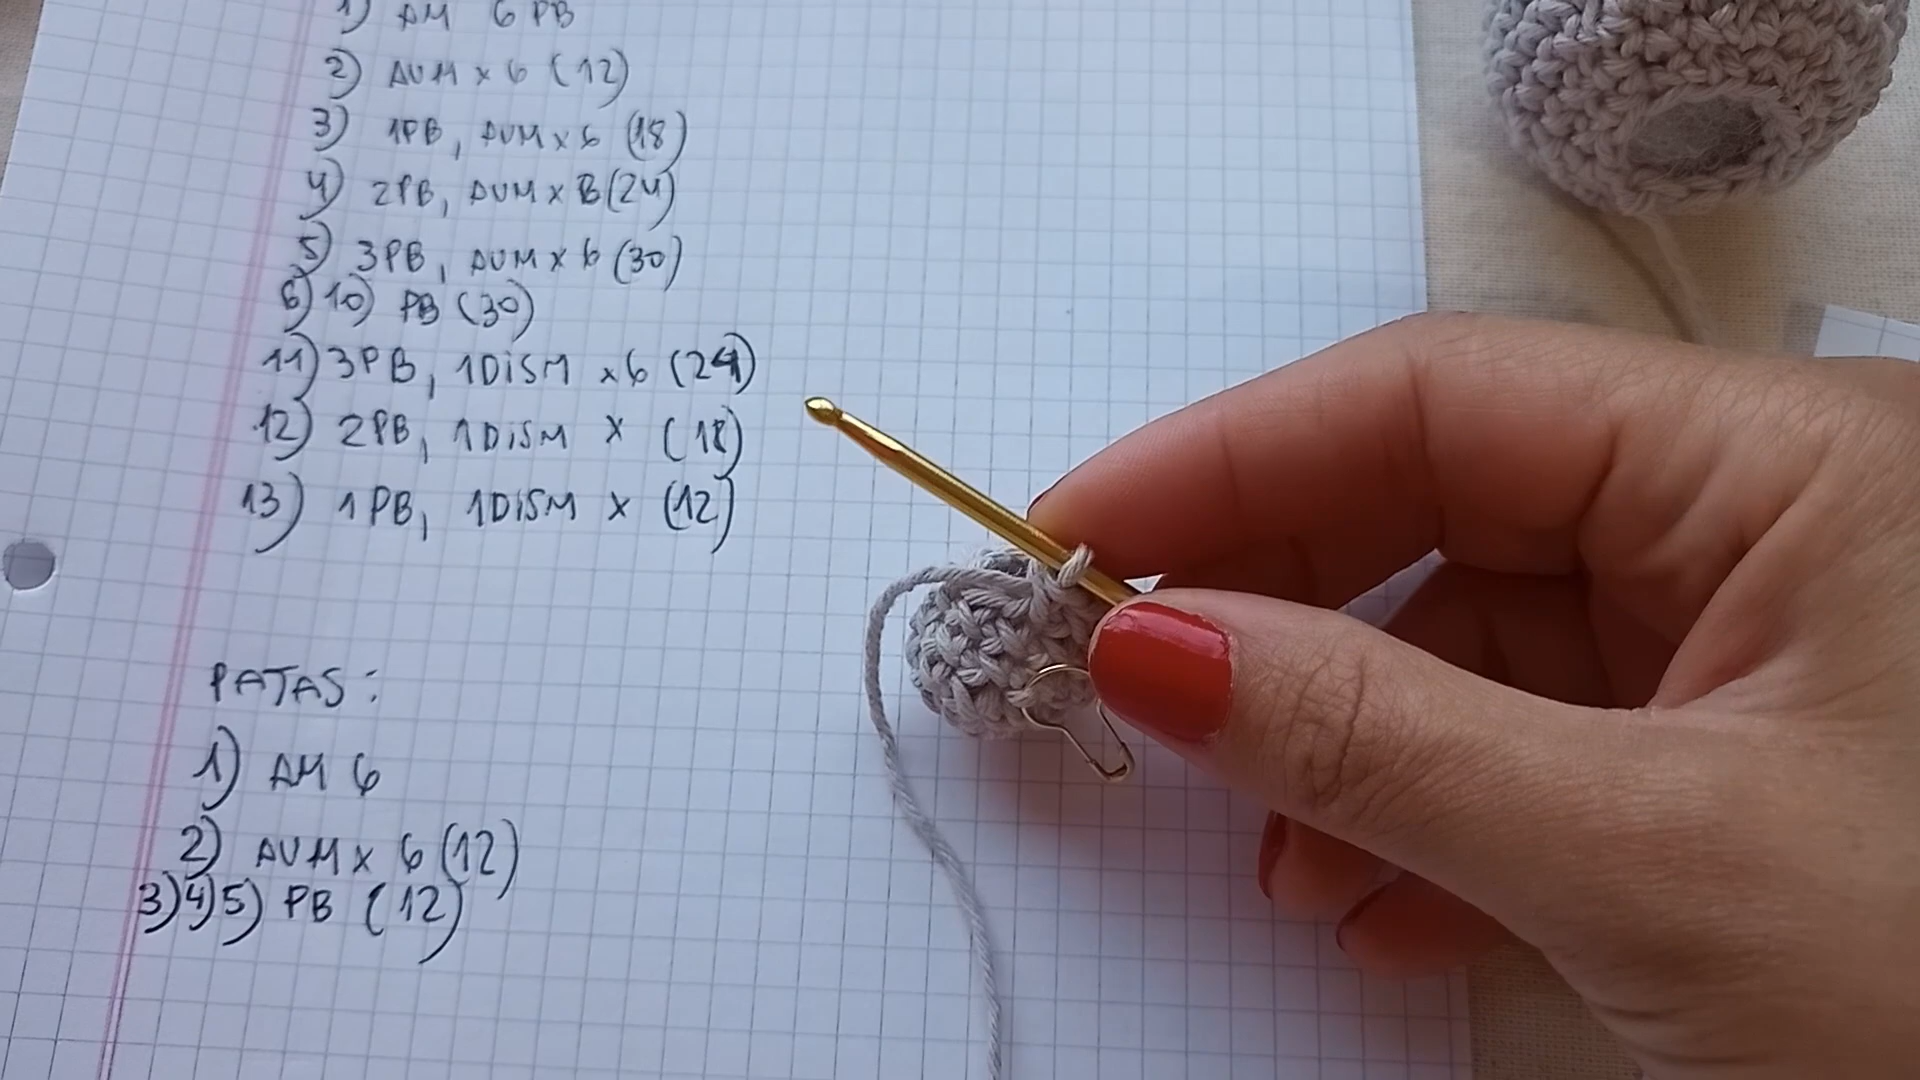 1) AM 6 PB
2) AUM x 6 (12)
3) 1PB, AUM x 6 (18)
4) 2PB, AUM x B (24)
5) 3PB, AUM x 6 (30)
6) 10) PB (30)
11) 3PB, 1DISM x6 (24)
12) 2PB, 1DISM x (18)
13) 1PB, 1DISM x (12)
PATAS:
1) AM 6
2) AUM x 6 (12)
3)4)5) PB (12)